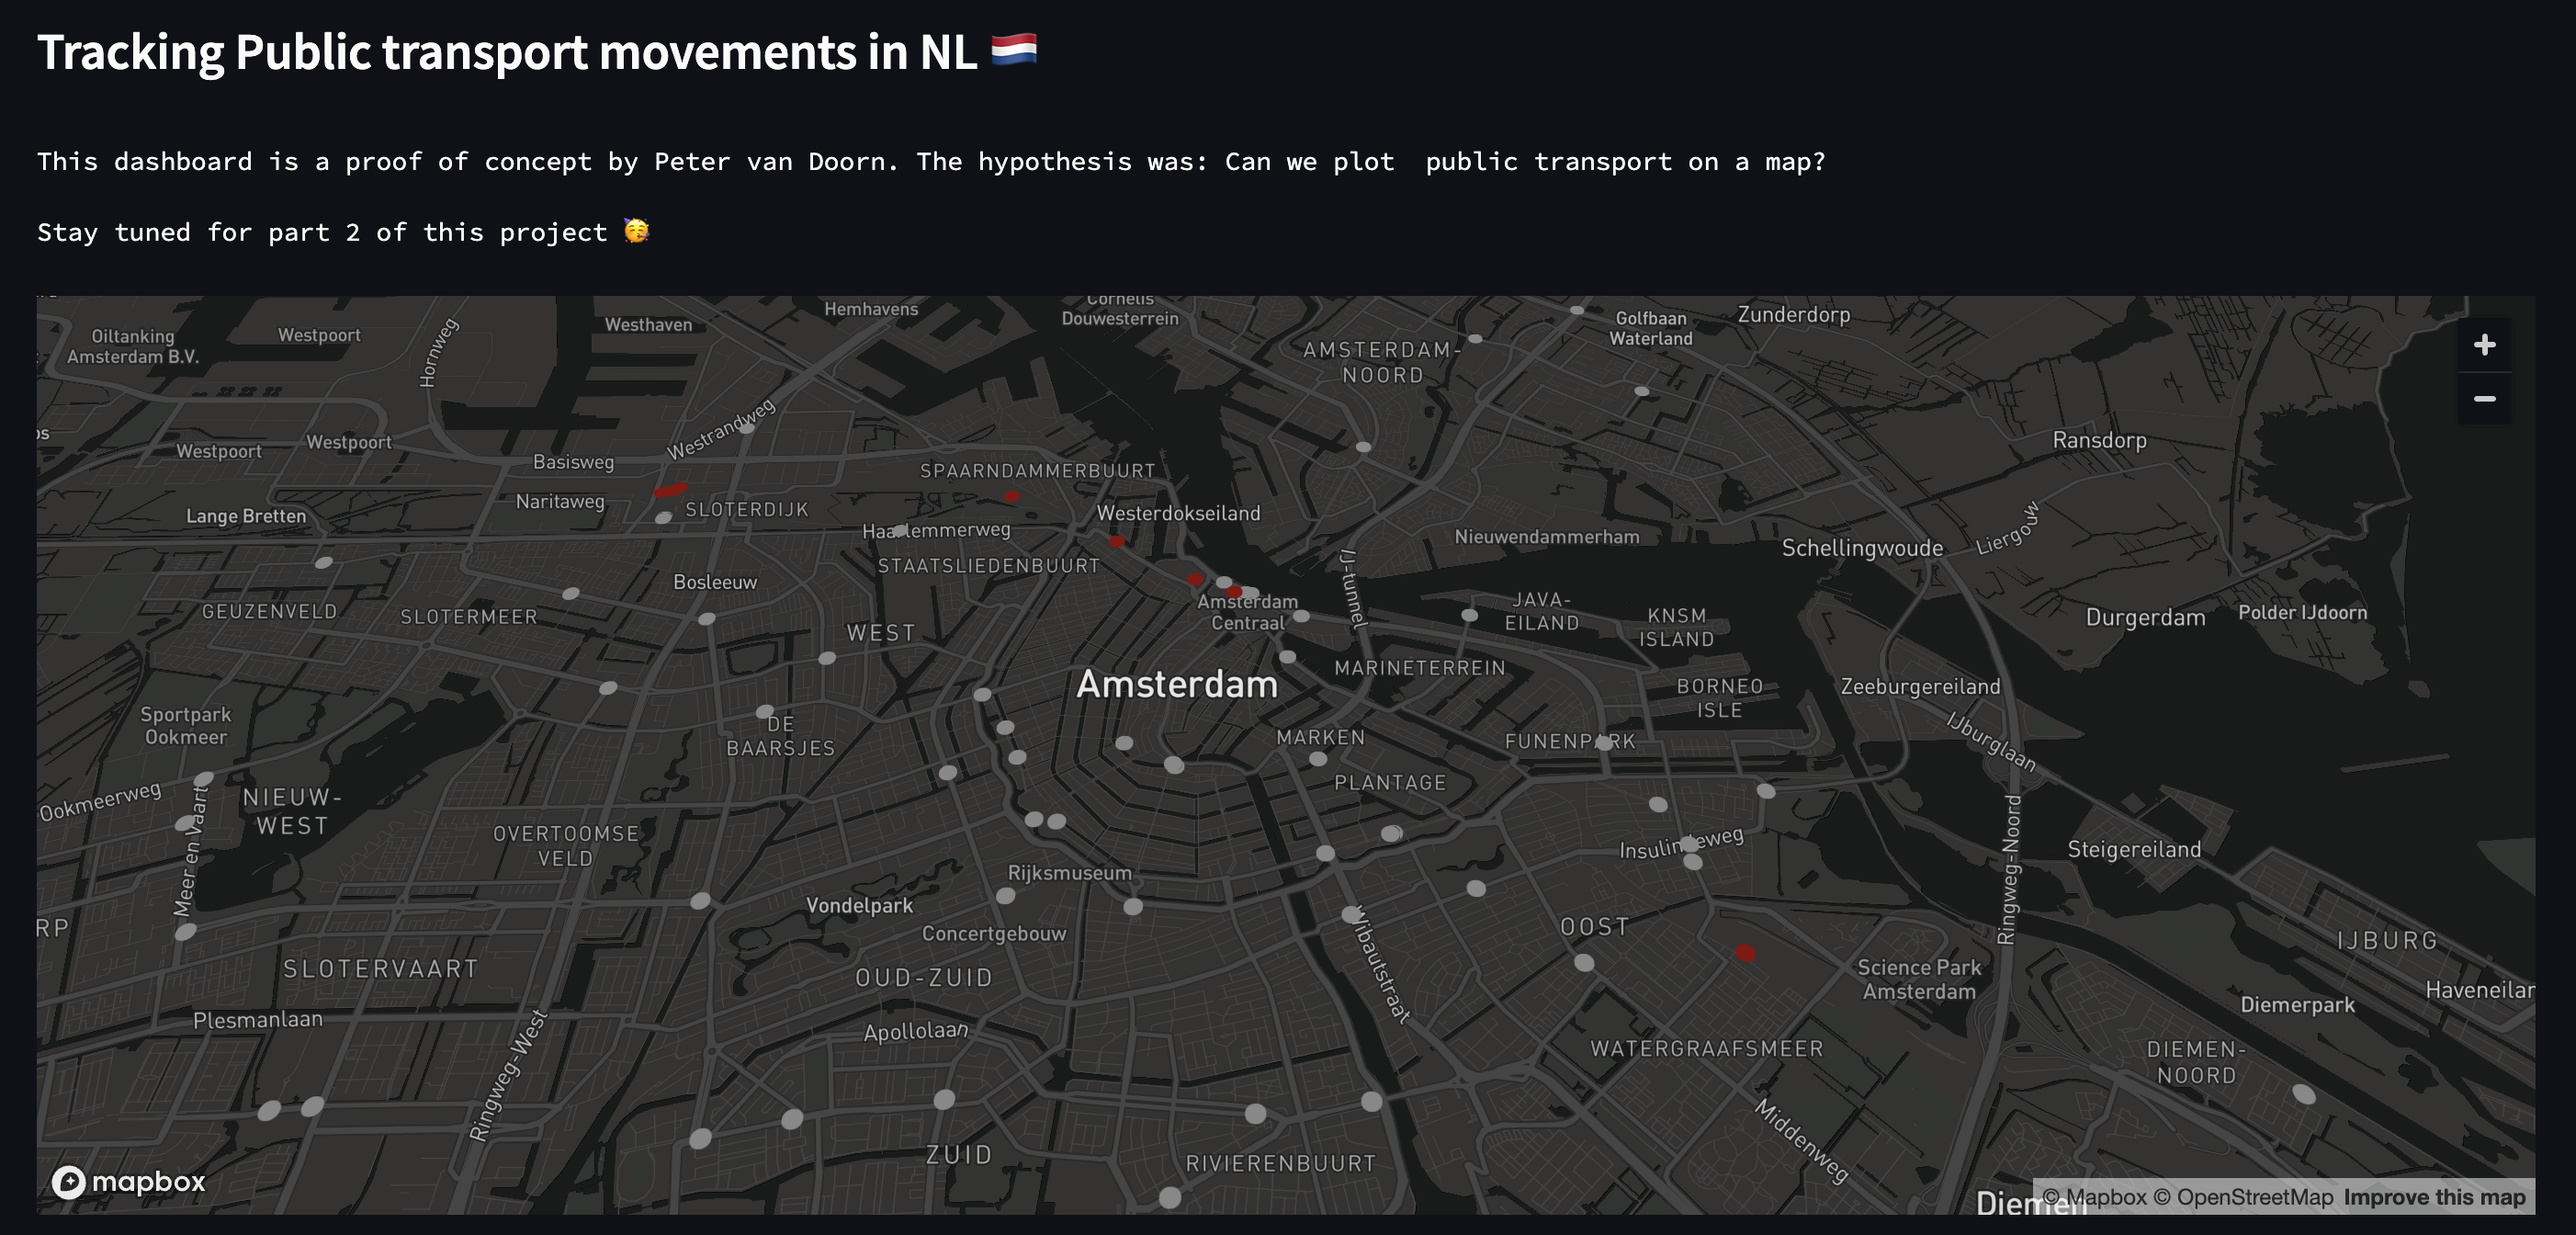 Tracking Public transport movements in NL 🇳🇱
This dashboard is a proof of concept by Peter van Doorn. The hypothesis was: Can we plot  public transport on a map?
Stay tuned for part 2 of this project 🥳
Cornelis
Douwesterrein
Hemhavens
Westhaven
Westpoort
Oiltanking
Amsterdam B.V.
Hornweg
Golfbaan
Waterland
Zunderdorp
+
−
AMSTERDAM-
NOORD
Westrandweg
Westpoort
Westpoort
Basisweg
Ransdorp
SPAARNDAMMERBUURT
Naritaweg
SLOTERDIJK
Lange Bretten
Westerdokseiland
Haarlemmerweg
Nieuwendammerham
Schellingwoude
Liergouw
STAATSLIEDENBUURT
IJ-tunnel
Bosleeuw
GEUZENVELD
SLOTERMEER
Amsterdam
Centraal
JAVA-
EILAND
KNSM
ISLAND
Durgerdam
Polder IJdoorn
WEST
MARINETERREIN
Amsterdam
BORNEO
ISLE
Zeeburgereiland
Sportpark
Ookmeer
DE
BAARSJES
MARKEN
FUNENPARK
IJburglaan
PLANTAGE
Ookmeerweg
Meer en Vaart
NIEUW-
WEST
OVERTOOMSE
VELD
Insulindeweg
Ringweg-Noord
Steigereiland
Rijksmuseum
Vondelpark
Concertgebouw
Wibautstraat
OOST
RP
IJBURG
SLOTERVAART
OUD-ZUID
Science Park
Amsterdam
Haveneilar
Diemerpark
Plesmanlaan
Apollolaan
Ringweg-West
WATERGRAAFSMEER
DIEMEN-
NOORD
Middenweg
ZUID
RIVIERENBUURT
mapbox
Diemen
© Mapbox © OpenStreetMap Improve this map